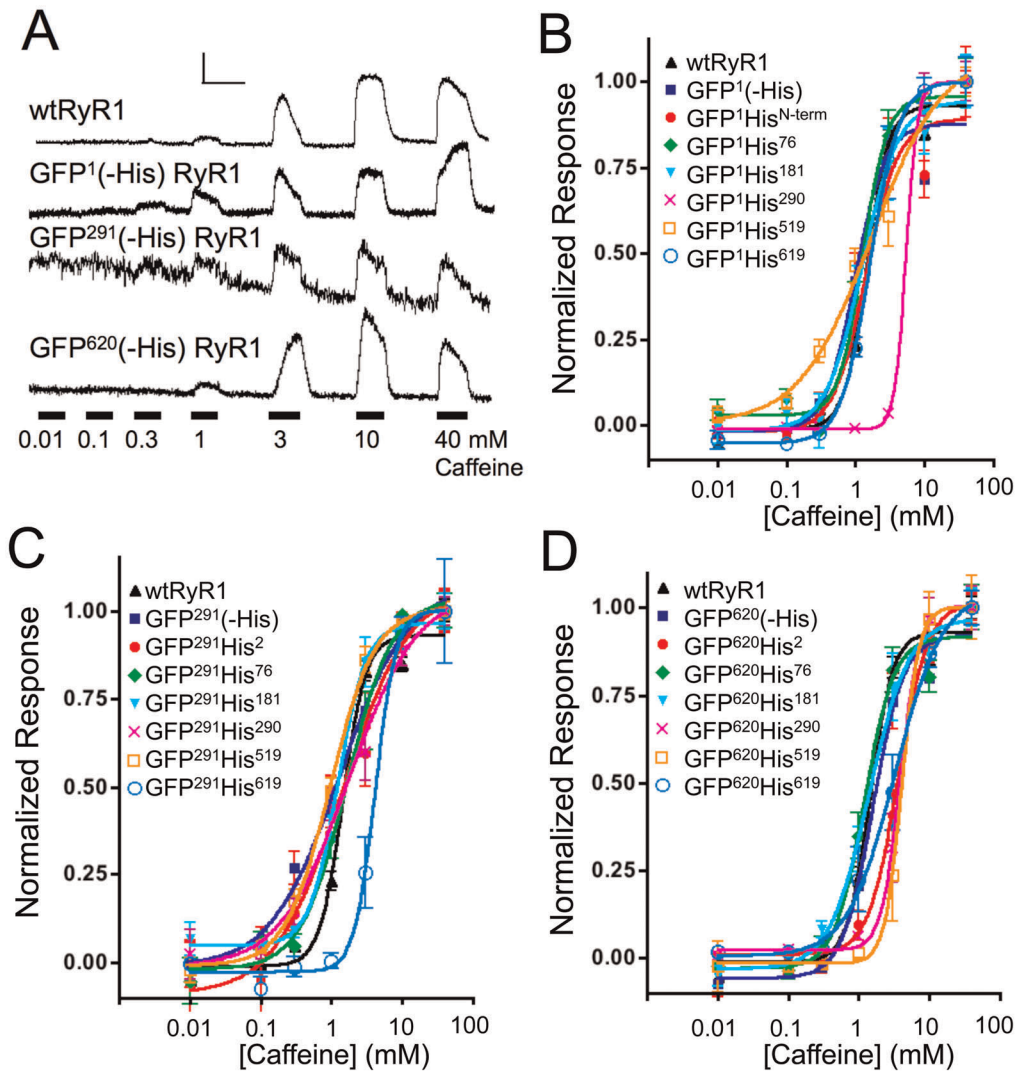 A
wtRyR1
GFP¹(-His) RyR1
GFP²⁹¹(-His) RyR1
GFP⁶²⁰(-His) RyR1
0.01 0.1 0.3 1 3 10 40 mM
Caffeine
B
Normalized Response
1.00
0.75
0.50
0.25
0.00
wtRyR1
GFP¹(-His)
GFP¹Hisᴺ⁻ᵗᵉʳᵐ
GFP¹His⁷⁶
GFP¹His¹⁸¹
GFP¹His²⁹⁰
GFP¹His⁵¹⁹
GFP¹His⁶¹⁹
0.01 0.1 1 10 100
[Caffeine] (mM)
C
Normalized Response
1.00
0.75
0.50
0.25
0.00
wtRyR1
GFP²⁹¹(-His)
GFP²⁹¹His²
GFP²⁹¹His⁷⁶
GFP²⁹¹His¹⁸¹
GFP²⁹¹His²⁹⁰
GFP²⁹¹His⁵¹⁹
GFP²⁹¹His⁶¹⁹
0.01 0.1 1 10 100
[Caffeine] (mM)
D
Normalized Response
1.00
0.75
0.50
0.25
0.00
wtRyR1
GFP⁶²⁰(-His)
GFP⁶²⁰His²
GFP⁶²⁰His⁷⁶
GFP⁶²⁰His¹⁸¹
GFP⁶²⁰His²⁹⁰
GFP⁶²⁰His⁵¹⁹
GFP⁶²⁰His⁶¹⁹
0.01 0.1 1 10 100
[Caffeine] (mM)